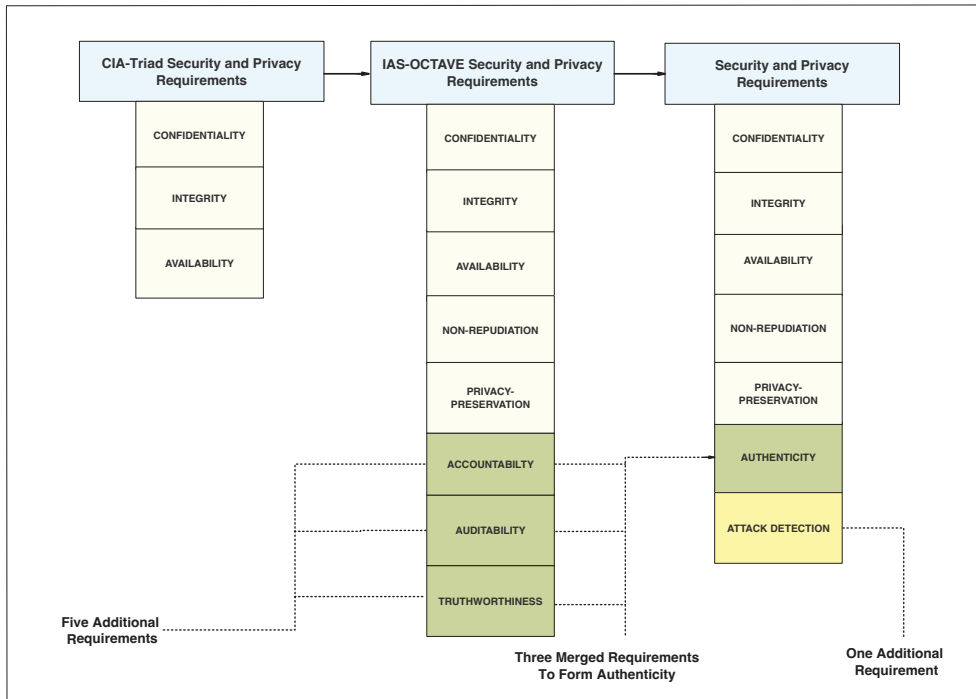 CIA-Triad Security and Privacy
Requirements
IAS-OCTAVE Security and Privacy
Requirements
Security and Privacy
Requirements
CONFIDENTIALITY
INTEGRITY
AVAILABILITY
CONFIDENTIALITY
INTEGRITY
AVAILABILITY
NON-REPUDIATION
PRIVACY-
PRESERVATION
ACCOUNTABILTY
AUDITABILITY
TRUTHWORTHINESS
CONFIDENTIALITY
INTEGRITY
AVAILABILITY
NON-REPUDIATION
PRIVACY-
PRESERVATION
AUTHENTICITY
ATTACK DETECTION
Five Additional
Requirements
Three Merged Requirements
To Form Authenticity
One Additional
Requirement